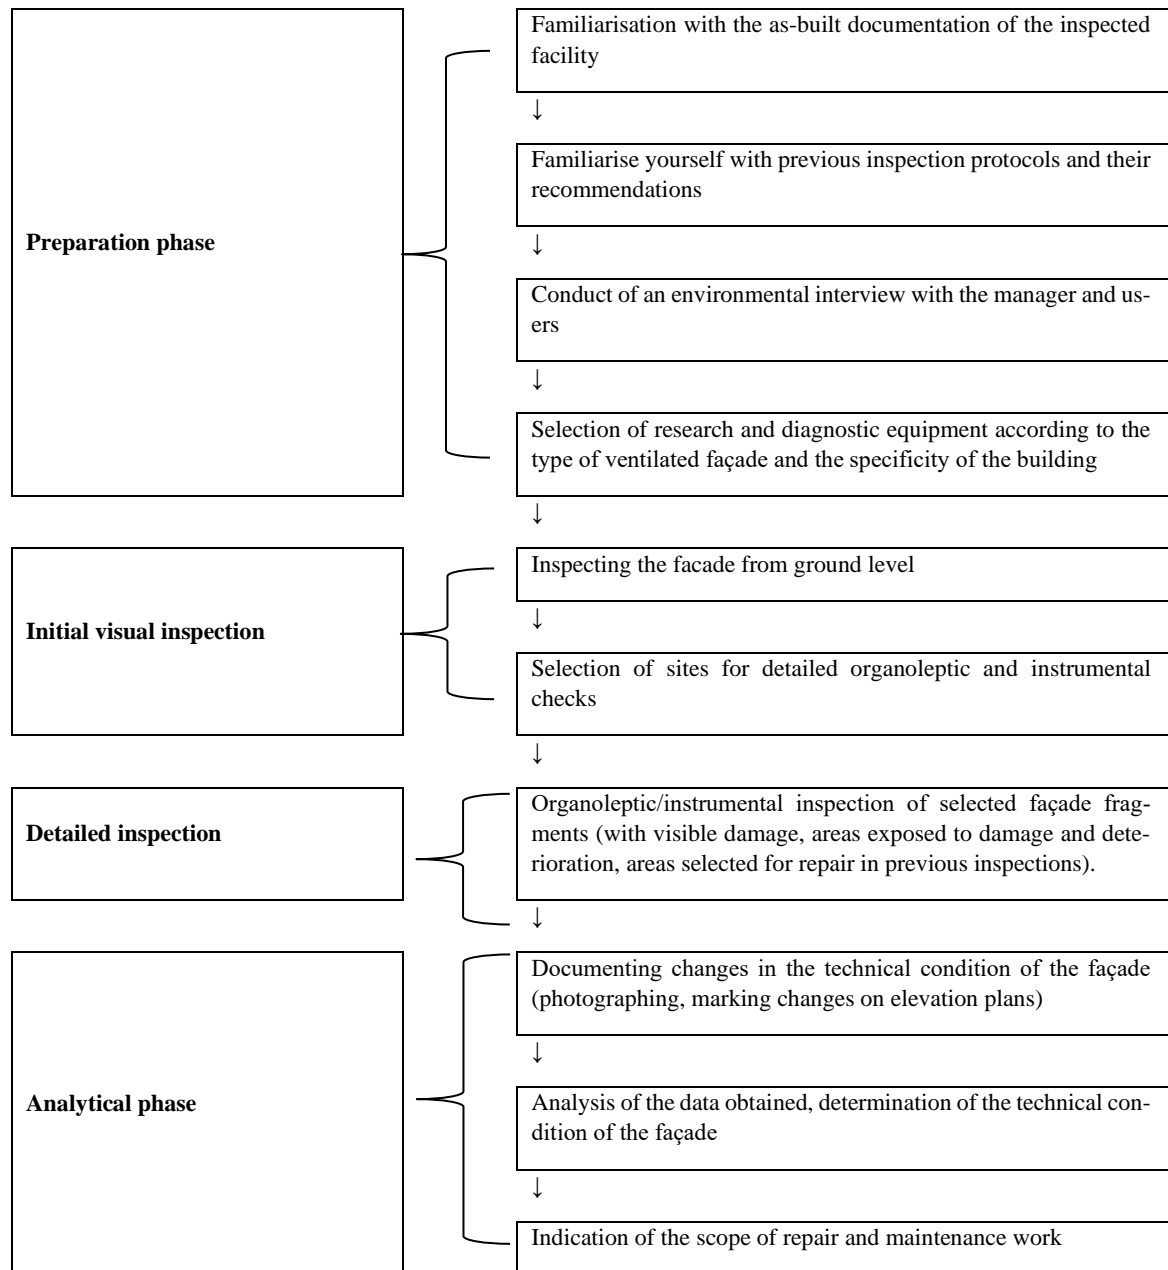 Familiarisation with the as-built documentation of the inspected
facility
↓
Familiarise yourself with previous inspection protocols and their
recommendations
Preparation phase
↓
Conduct of an environmental interview with the manager and us-
ers
↓
Selection of research and diagnostic equipment according to the
type of ventilated façade and the specificity of the building
↓
Inspecting the facade from ground level
↓
Initial visual inspection
Selection of sites for detailed organoleptic and instrumental
checks
↓
Detailed inspection
Organoleptic/instrumental inspection of selected façade frag-
ments (with visible damage, areas exposed to damage and dete-
rioration, areas selected for repair in previous inspections).
↓
Documenting changes in the technical condition of the façade
(photographing, marking changes on elevation plans)
↓
Analytical phase
Analysis of the data obtained, determination of the technical con-
dition of the façade
↓
Indication of the scope of repair and maintenance work